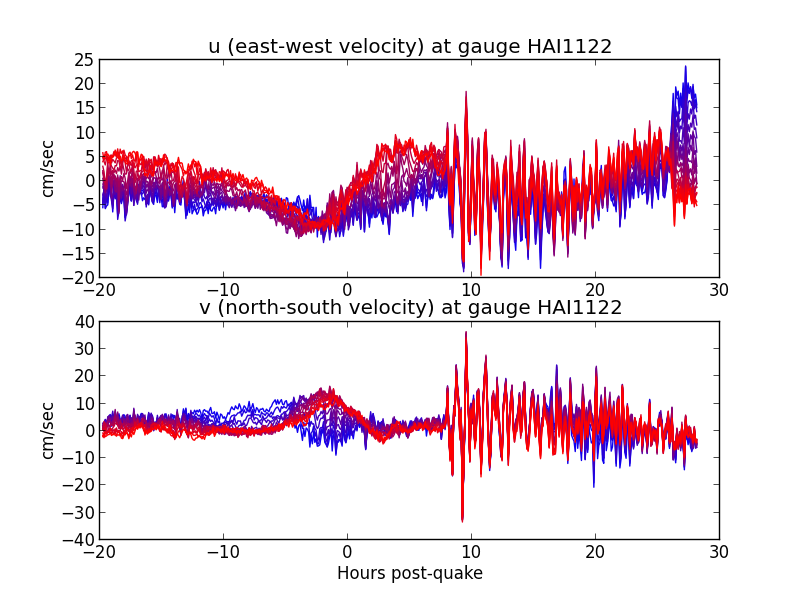 u (east-west velocity) at gauge HAI1122
25
20
15
10
5
0
−5
−10
−15
−20
cm/sec
−20 −10 0 10 20 30
v (north-south velocity) at gauge HAI1122
40
30
20
10
0
−10
−20
−30
−40
cm/sec
−20 −10 0 10 20 30
Hours post-quake